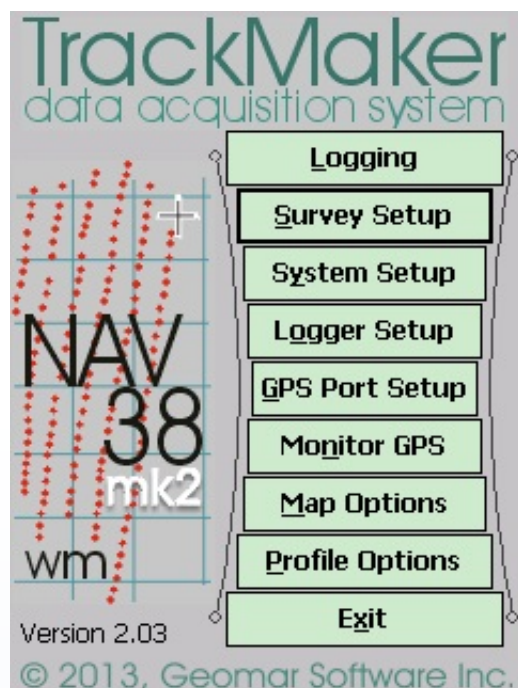 TrackMaker
data acquisition system
Logging
Survey Setup
System Setup
Logger Setup
GPS Port Setup
Monitor GPS
Map Options
Profile Options
Exit
NAV
38
mk2
wm
Version 2.03
© 2013, Geomar Software Inc.